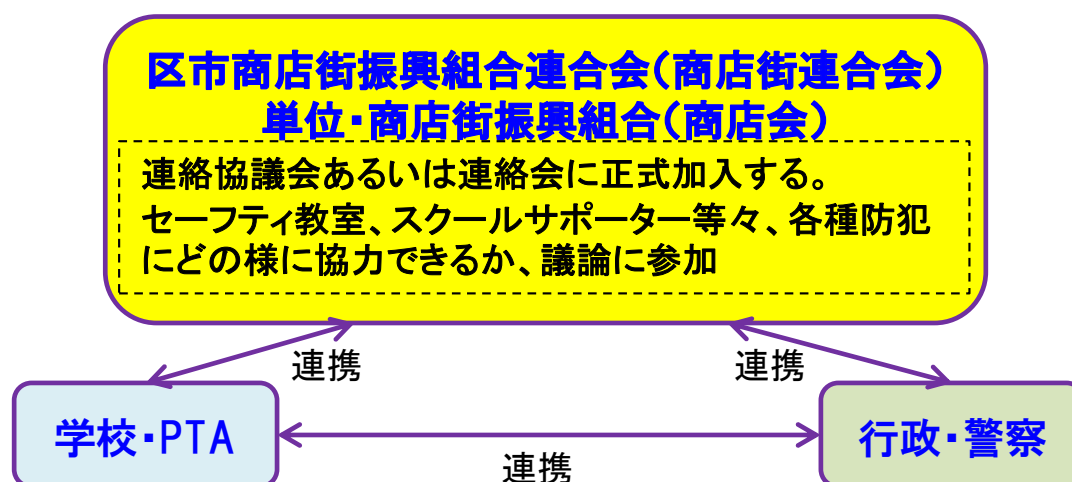 区市商店街振興組合連合会(商店街連合会)
単位・商店街振興組合(商店会)
連絡協議会あるいは連絡会に正式加入する。
セーフティ教室、スクールサポーター等々、各種防犯
にどの様に協力できるか、議論に参加
連携
連携
学校・PTA
行政・警察
連携